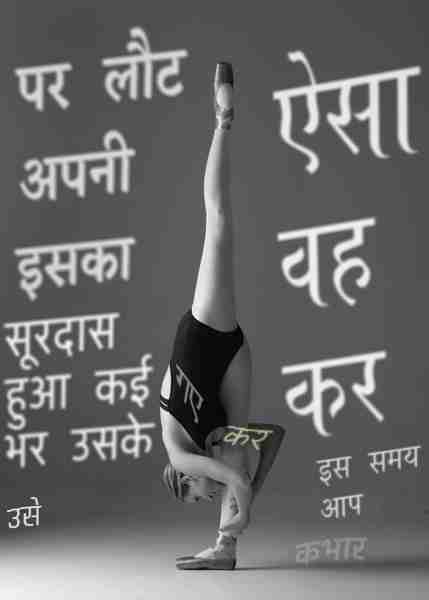 पर लौट
अपनी
इसका
सूरदास
हुआ कई
भर उसके
उसे
गए
कर
ऐसा
वह
कर
इस समय
आप
कभार